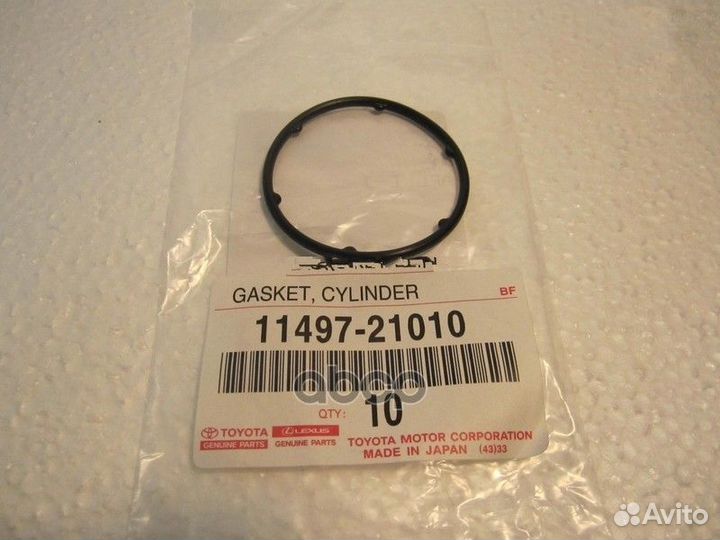 GASKET, CYLINDER BF
11497-21010
abcp
QTY: 10
TOYOTA LEXUS TOYOTA MOTOR CORPORATION
GENUINE PARTS GENUINE PARTS MADE IN JAPAN (43)33
Avito